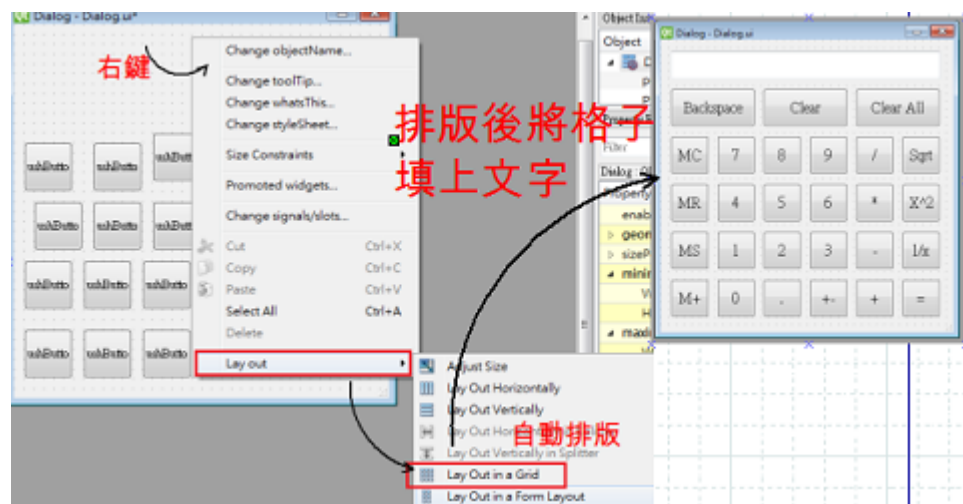 Dialog - Dialog.ui*
右鍵
Change objectName...
Change toolTip...
Change whatsThis...
Change styleSheet...
Size Constraints
Promoted widgets...
Change signals/slots...
Cut Ctrl+X
Copy Ctrl+C
Paste Ctrl+V
Select All Ctrl+A
Delete
Lay out
Adjust Size
Lay Out Horizontally
Lay Out Vertically
Lay Out Vertically in Splitter
自動排版
Lay Out in a Grid
Lay Out in a Form Layout
排版後將格子
填上文字
Object
Filter
Dialog - Dialog.ui
Backspace Clear Clear All
MC 7 8 9 / Sqrt
MR 4 5 6 * X^2
MS 1 2 3 - 1/x
M+ 0 . +- + =